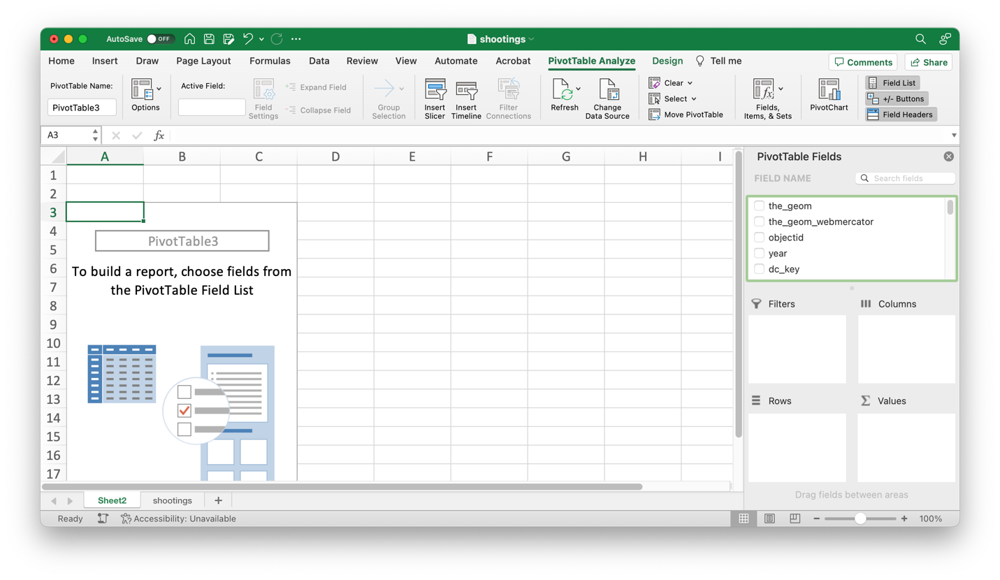 AutoSave OFF shootings
Home Insert Draw Page Layout Formulas Data Review View Automate Acrobat PivotTable Analyze Design Tell me Comments Share
PivotTable Name:
PivotTable3
Options
Active Field:
Field
Settings
Expand Field
Collapse Field
Group
Selection
Insert
Slicer
Insert
Timeline
Filter
Connections
Refresh
Change
Data Source
Clear
Select
Move PivotTable
Fields,
Items, & Sets
PivotChart
Field List
+/- Buttons
Field Headers
A3 fx
A B C D E F G H I
1
2
3
4
5
6
7
8
9
10
11
12
13
14
15
16
17
PivotTable3
To build a report, choose fields from
the PivotTable Field List
PivotTable Fields
FIELD NAME Search fields
the_geom
the_geom_webmercator
objectid
year
dc_key
Filters Columns
Rows Σ Values
Drag fields between areas
Sheet2 shootings +
Ready Accessibility: Unavailable − + 100%